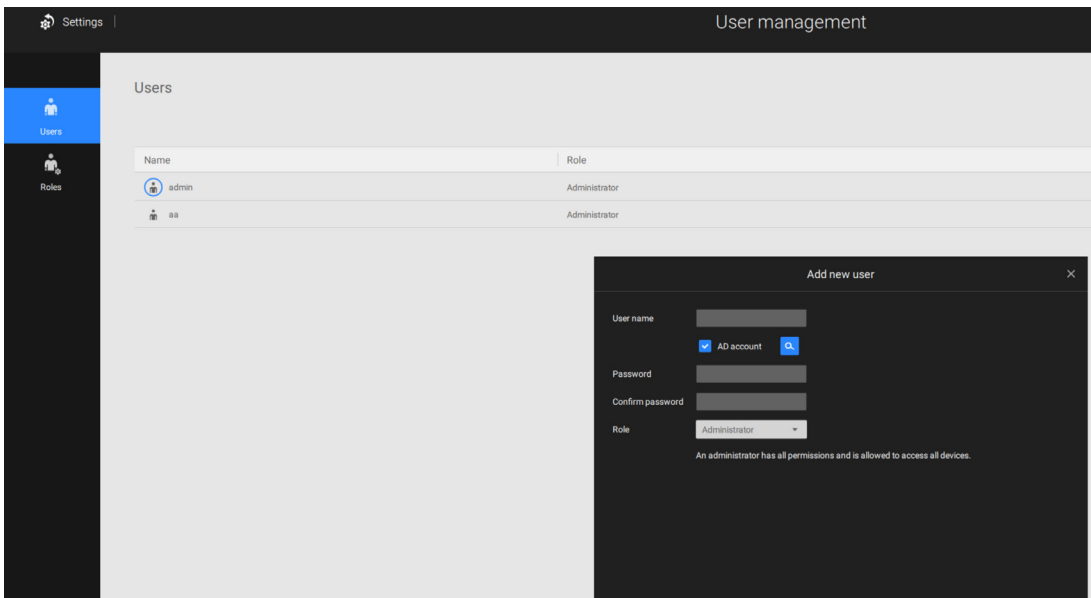 Settings
User management
Users
Users
Roles
Name Role
admin Administrator
aa Administrator
Add new user
User name
AD account
Password
Confirm password
Role Administrator
An administrator has all permissions and is allowed to access all devices.